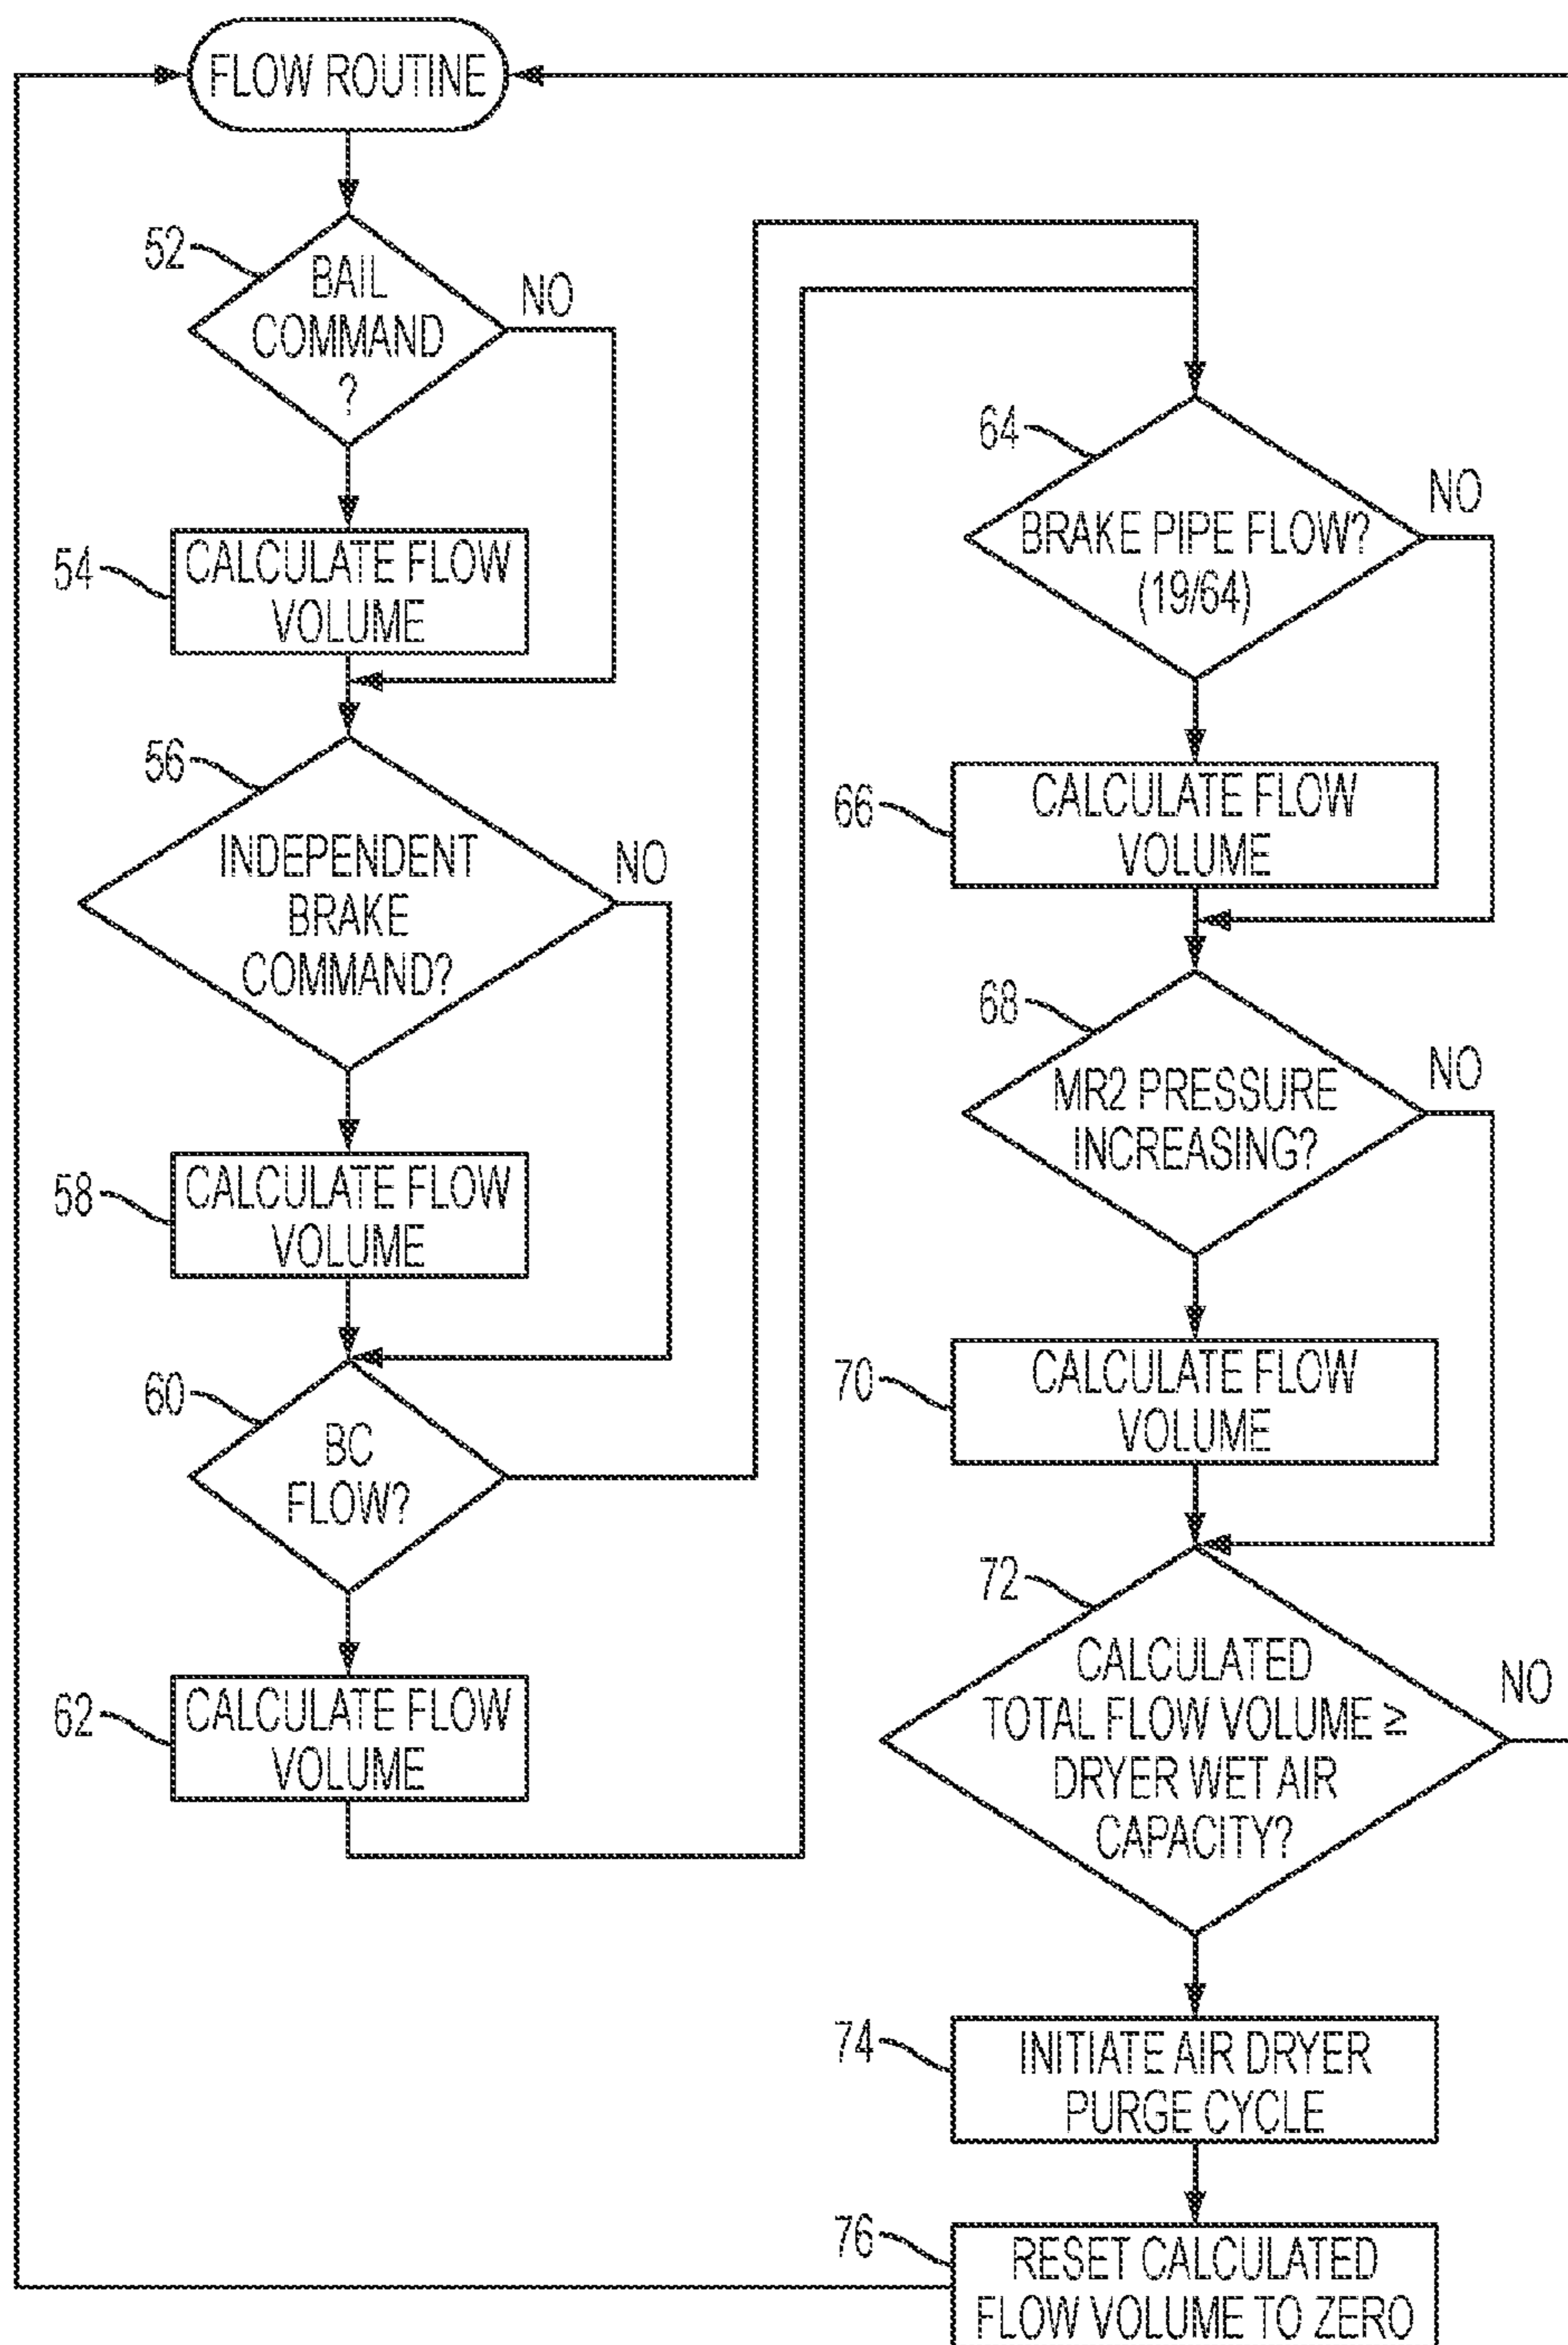 FLOW ROUTINE
52
BAIL
COMMAND
?
NO
54
CALCULATE FLOW
VOLUME
56
INDEPENDENT
BRAKE
COMMAND?
NO
58
CALCULATE FLOW
VOLUME
60
BC
FLOW?
62
CALCULATE FLOW
VOLUME
64
BRAKE PIPE FLOW?
(19/64)
NO
66
CALCULATE FLOW
VOLUME
68
MR2 PRESSURE
INCREASING?
NO
70
CALCULATE FLOW
VOLUME
72
CALCULATED
TOTAL FLOW VOLUME ≥
DRYER WET AIR
CAPACITY?
NO
74
INITIATE AIR DRYER
PURGE CYCLE
76
RESET CALCULATED
FLOW VOLUME TO ZERO